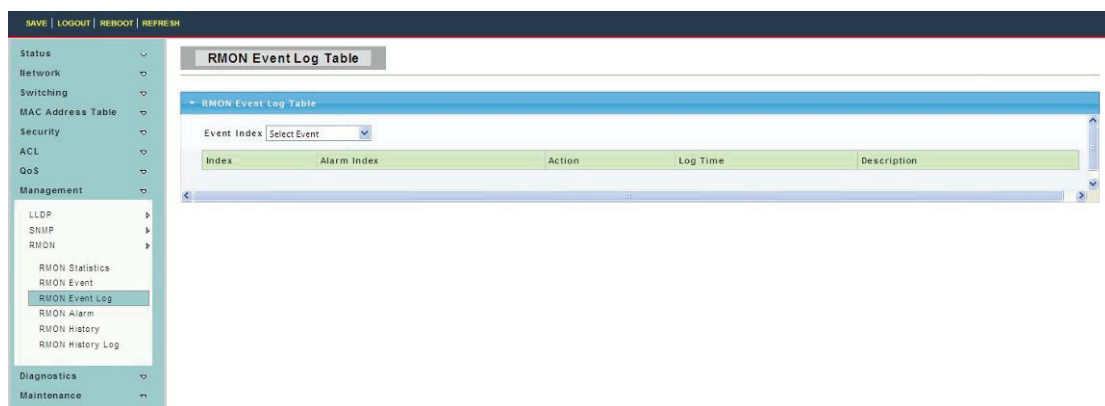 SAVE | LOGOUT | REBOOT | REFRESH
Status
Network
Switching
MAC Address Table
Security
ACL
QoS
Management
LLDP
SNMP
RMON
RMON Statistics
RMON Event
RMON Event Log
RMON Alarm
RMON History
RMON History Log
Diagnostics
Maintenance
RMON Event Log Table
RMON Event Log Table
Event Index Select Event
Index Alarm Index Action Log Time Description